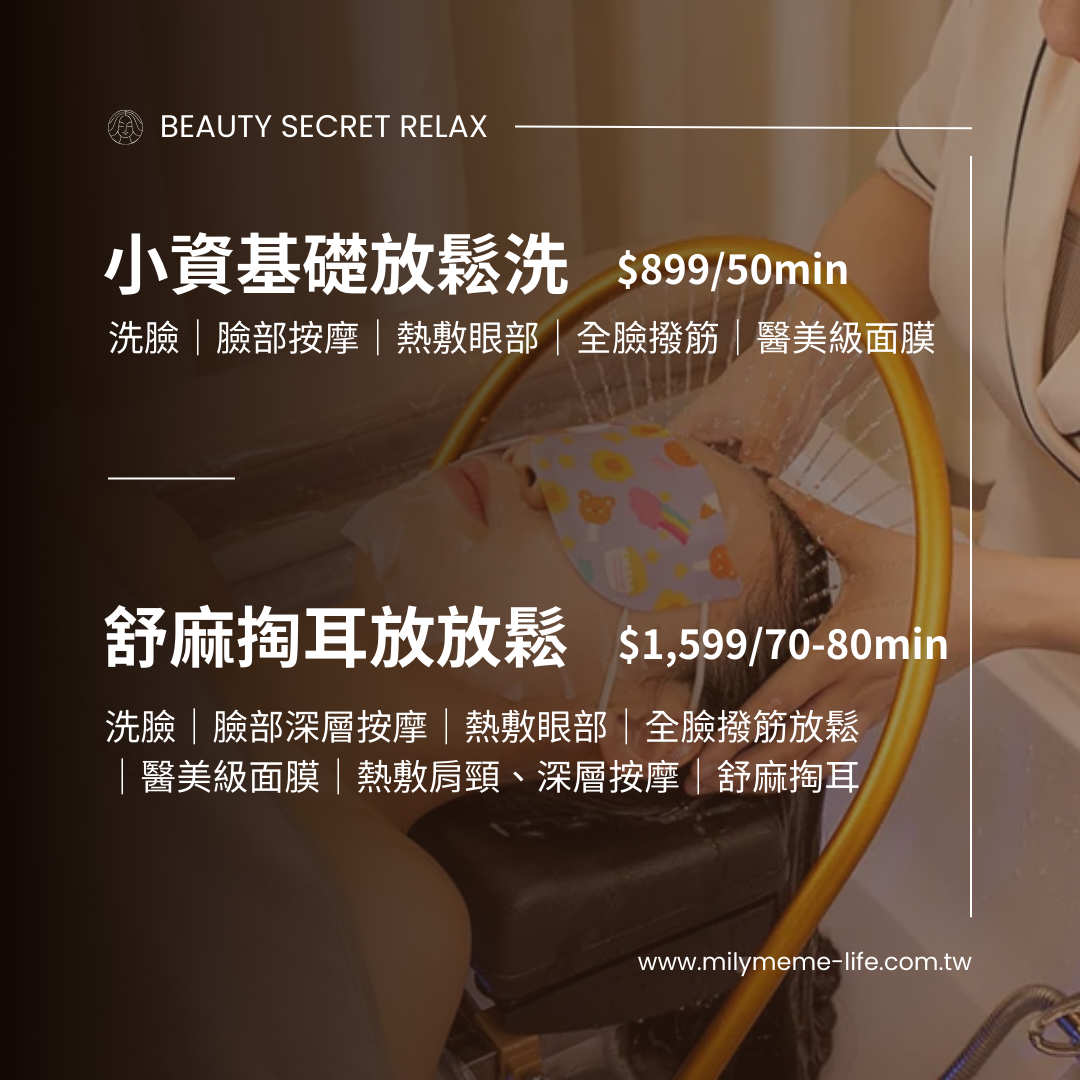 BEAUTY SECRET RELAX
小資基礎放鬆洗 $899/50min
洗臉｜臉部按摩｜熱敷眼部｜全臉撥筋｜醫美級面膜
舒麻掏耳放放鬆 $1,599/70-80min
洗臉｜臉部深層按摩｜熱敷眼部｜全臉撥筋放鬆
｜醫美級面膜｜熱敷肩頸、深層按摩｜舒麻掏耳
www.milymeme-life.com.tw